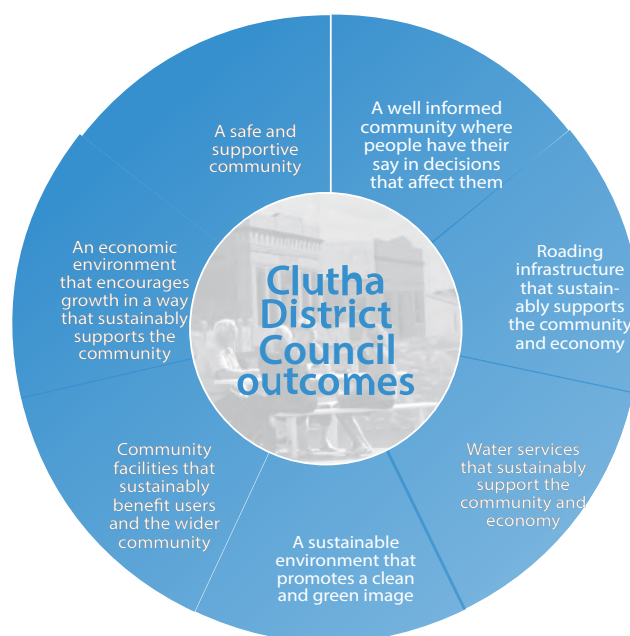 A safe and
supportive
community
A well informed
community where
people have their
say in decisions
that affect them
An economic
environment
that encourages
growth in a way
that sustainably
supports the
community
Clutha
District
Council
outcomes
Roading
infrastructure
that sustain-
ably supports
the community
and economy
Community
facilities that
sustainably
benefit users
and the wider
community
Water services
that sustainably
support the
community and
economy
A sustainable
environment that
promotes a clean
and green image